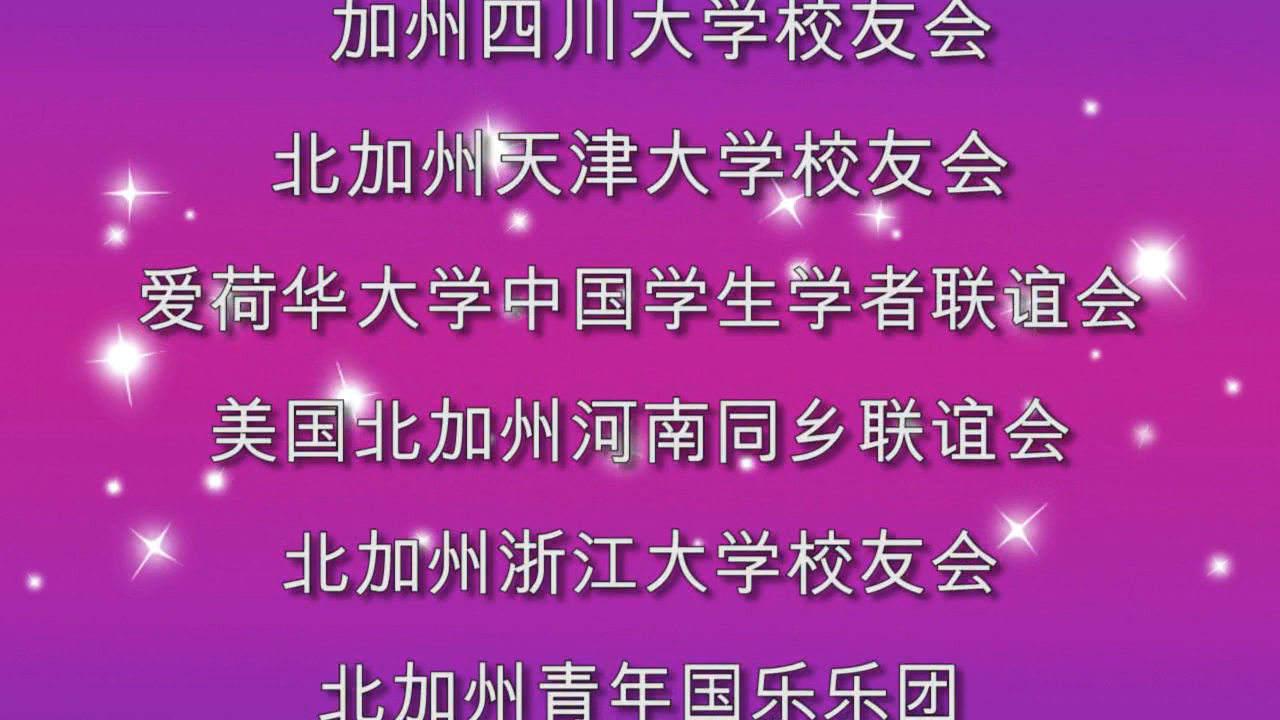 加州四川大学校友会
北加州天津大学校友会
爱荷华大学中国学生学者联谊会
美国北加州河南同乡联谊会
北加州浙江大学校友会
北加州青年国乐乐团